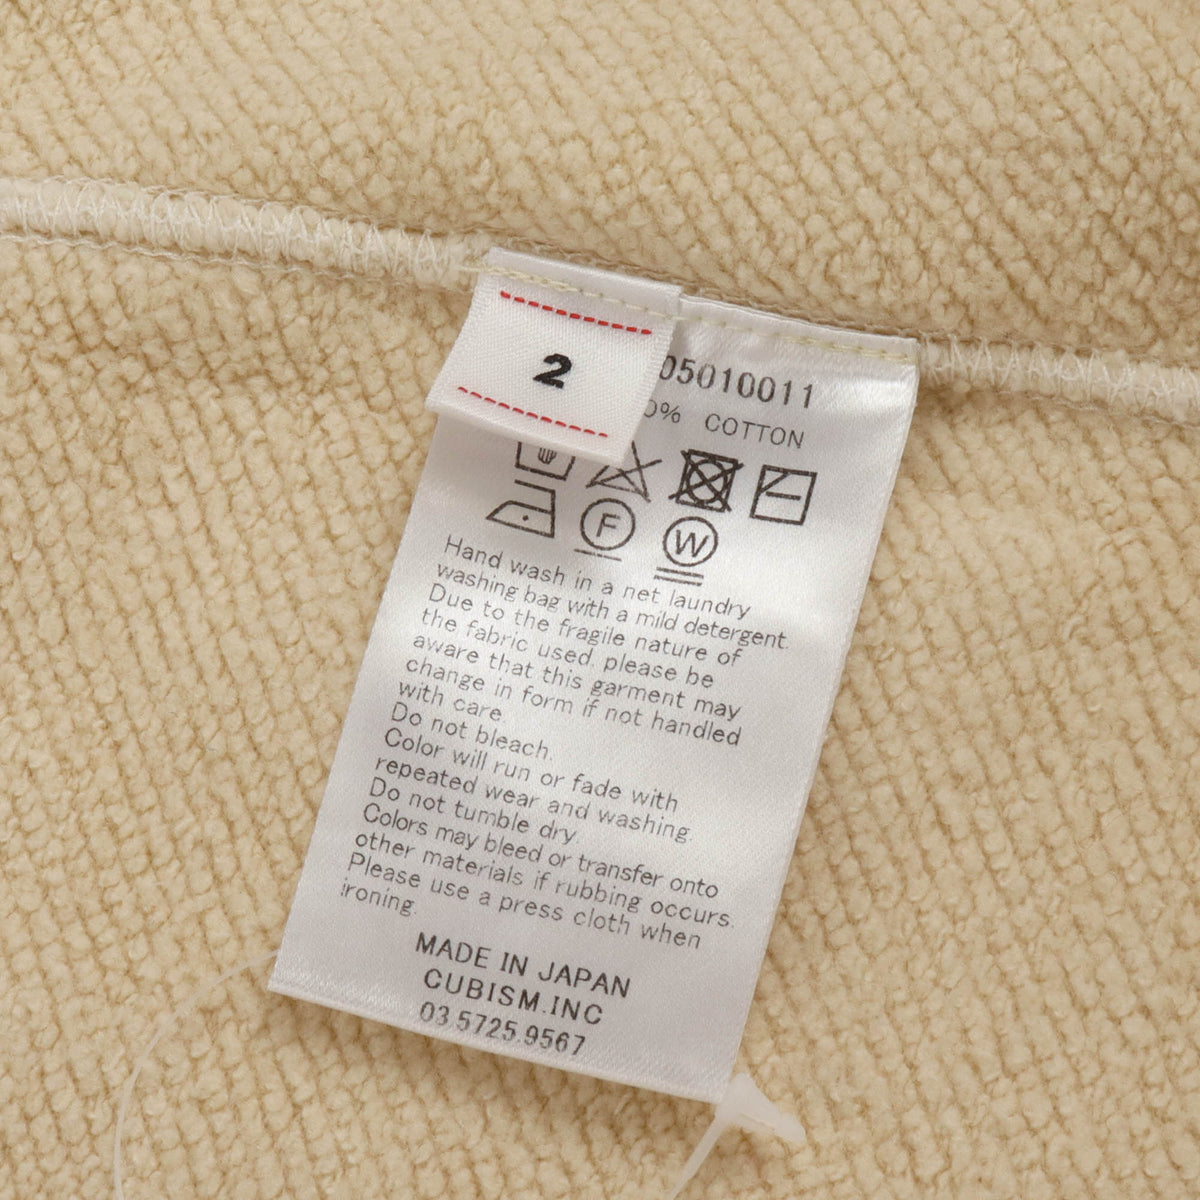 2
05010011
0% COTTON
F
W
Hand wash in a net laundry
washing bag with a mild detergent.
Due to the fragile nature of
the fabric used, please be
aware that this garment may
change in form if not handled
with care.
Do not bleach.
Color will run or fade with
repeated wear and washing.
Do not tumble dry.
Colors may bleed or transfer onto
other materials if rubbing occurs.
Please use a press cloth when
ironing.
MADE IN JAPAN
CUBISM.INC
03.5725.9567